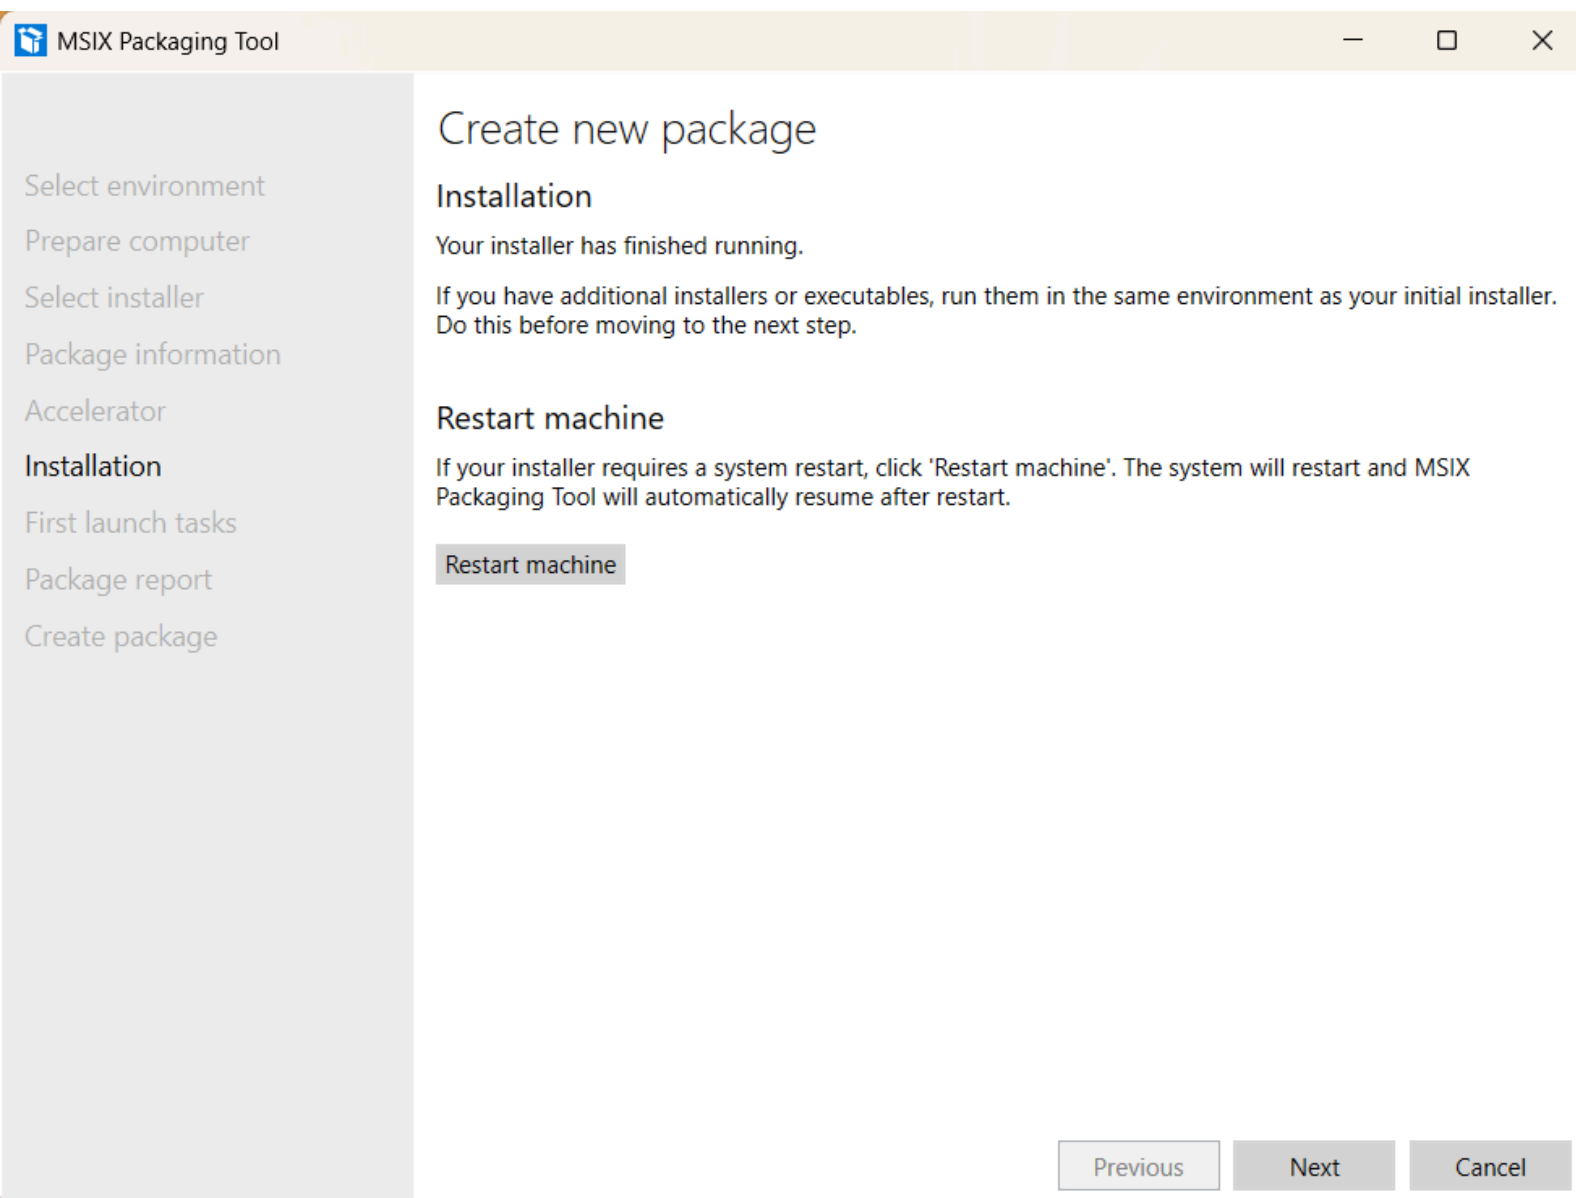 MSIX Packaging Tool
Select environment
Prepare computer
Select installer
Package information
Accelerator
Installation
First launch tasks
Package report
Create package
Create new package
Installation
Your installer has finished running.
If you have additional installers or executables, run them in the same environment as your initial installer.
Do this before moving to the next step.
Restart machine
If your installer requires a system restart, click 'Restart machine'. The system will restart and MSIX
Packaging Tool will automatically resume after restart.
Restart machine
Previous
Next
Cancel